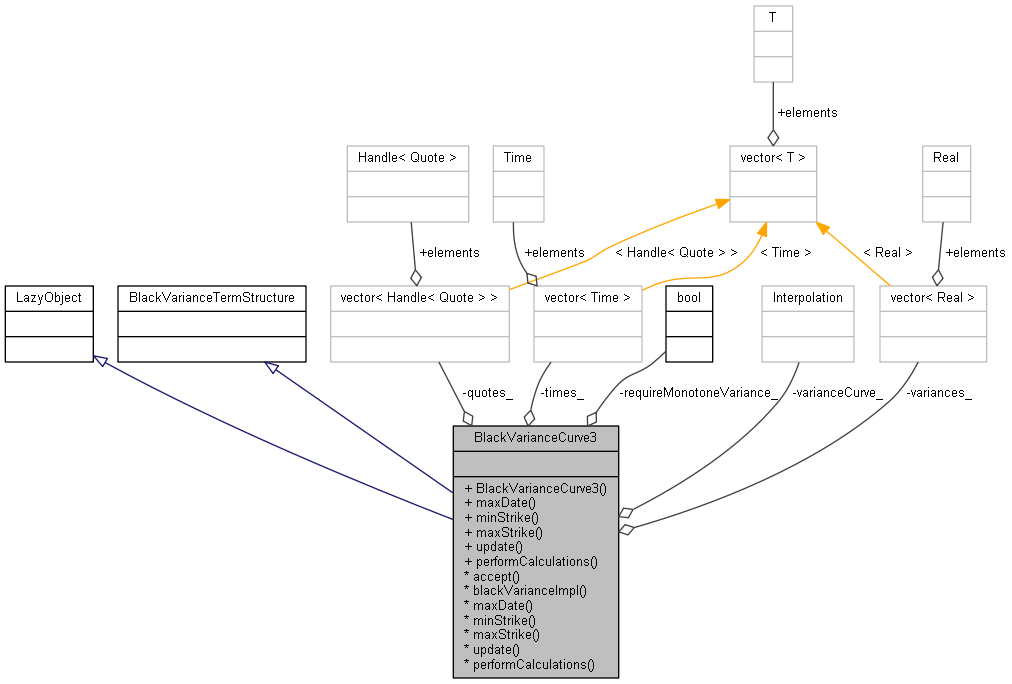 T
+elements
Handle< Quote >
Time
vector< T >
Real
+elements
+elements
< Handle< Quote > >
< Time >
< Real >
+elements
LazyObject
BlackVarianceTermStructure
vector< Handle< Quote > >
vector< Time >
bool
Interpolation
vector< Real >
-quotes_
-times_
-requireMonotoneVariance_
-varianceCurve_
-variances_
BlackVarianceCurve3
+ BlackVarianceCurve3()
+ maxDate()
+ minStrike()
+ maxStrike()
+ update()
+ performCalculations()
* accept()
* blackVarianceImpl()
* maxDate()
* minStrike()
* maxStrike()
* update()
* performCalculations()